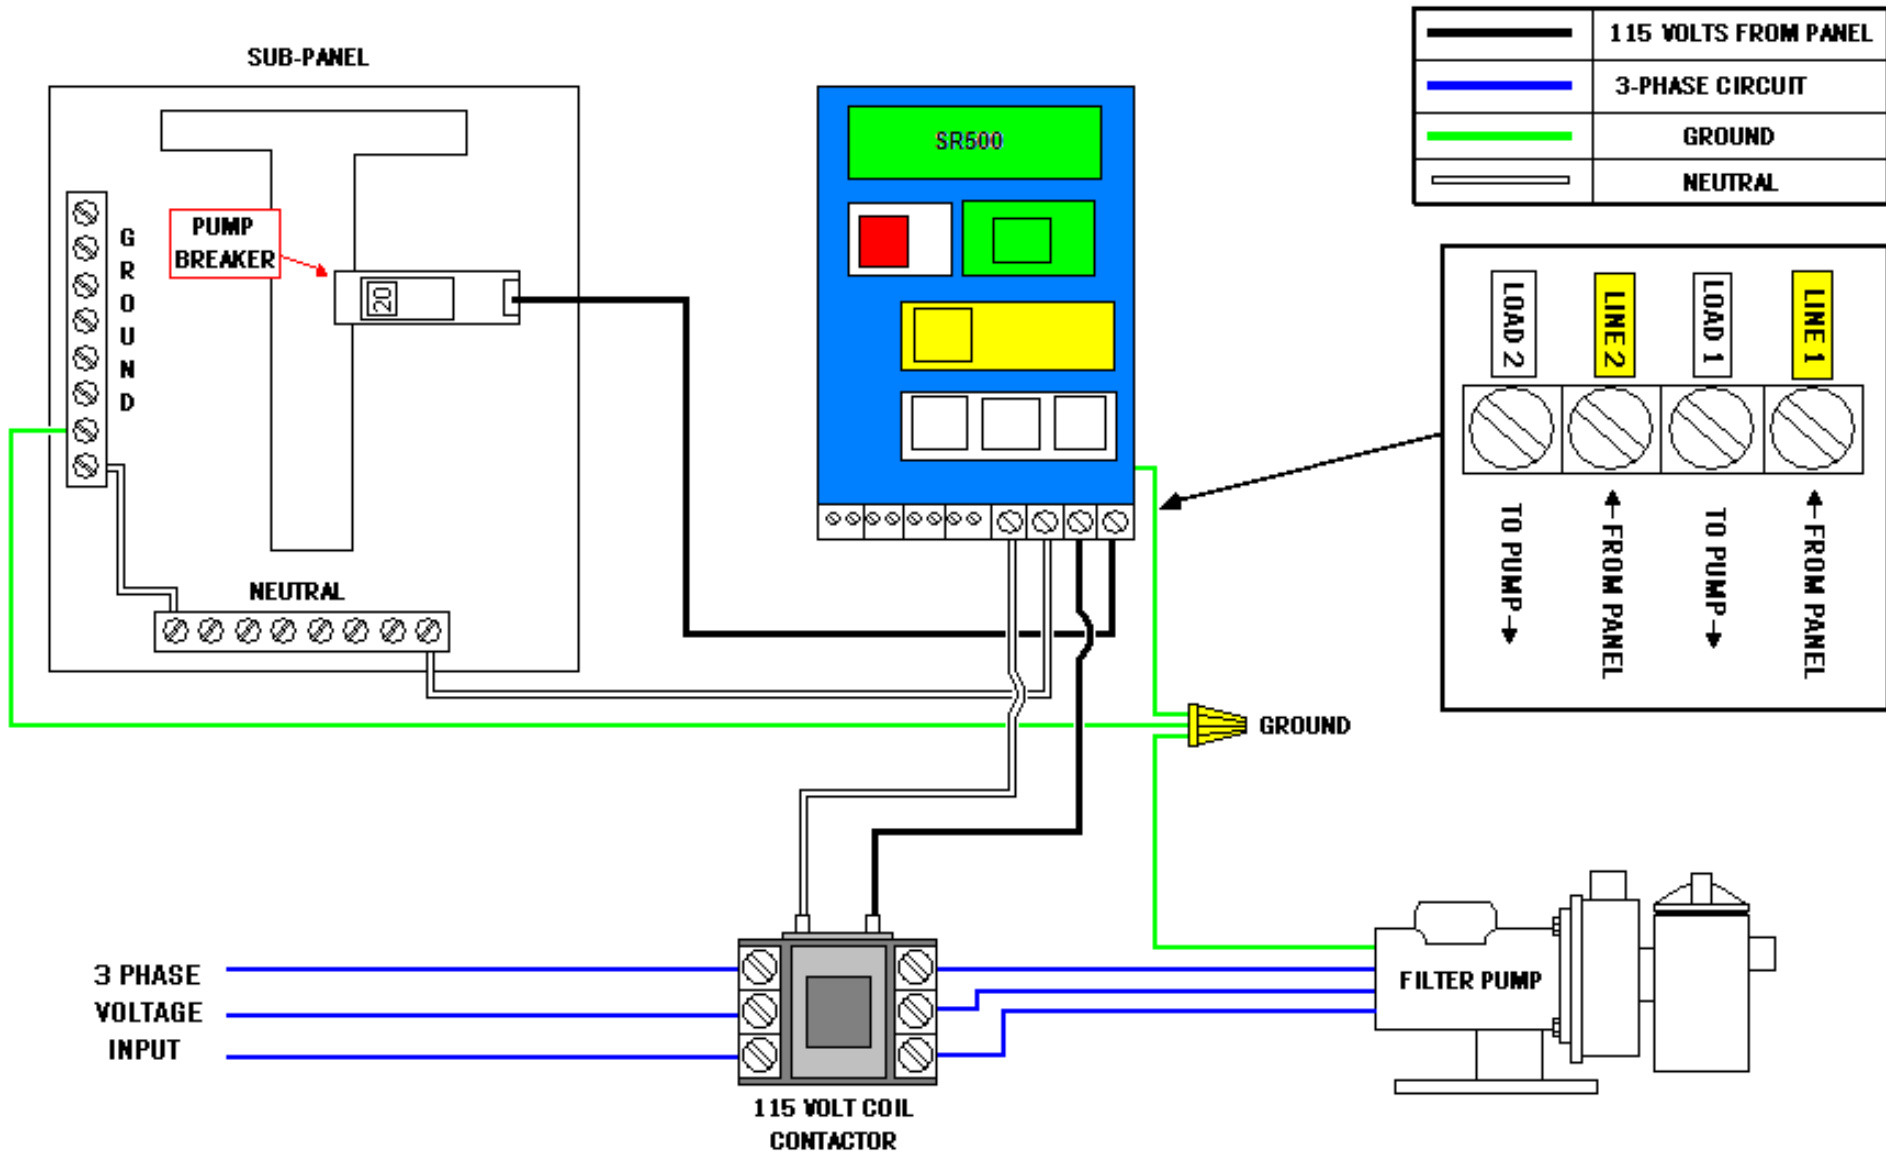 SUB-PANEL
PUMP
BREAKER
20
GROUND
NEUTRAL
SR500
115 VOLTS FROM PANEL
3-PHASE CIRCUIT
GROUND
NEUTRAL
LOAD 2
LINE 2
LOAD 1
LINE 1
TO PUMP
FROM PANEL
TO PUMP
FROM PANEL
GROUND
3 PHASE
VOLTAGE
INPUT
115 VOLT COIL
CONTACTOR
FILTER PUMP